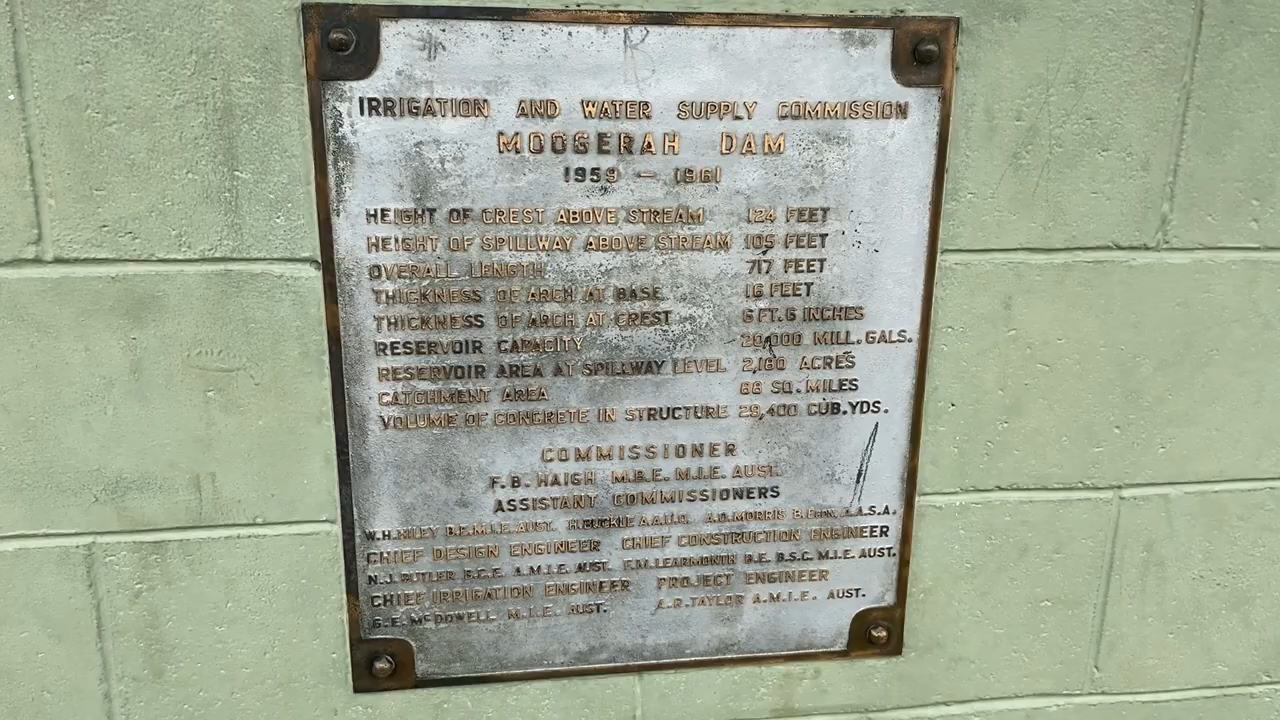 IRRIGATION AND WATER SUPPLY COMMISSION
MOOGERAH DAM
1959 — 1961
HEIGHT OF CREST ABOVE STREAM 124 FEET
HEIGHT OF SPILLWAY ABOVE STREAM 105 FEET
OVERALL LENGTH 717 FEET
THICKNESS OF ARCH AT BASE 16 FEET
THICKNESS OF ARCH AT CREST 6 FT. 6 INCHES
RESERVOIR CAPACITY 20,000 MILL. GALS.
RESERVOIR AREA AT SPILLWAY LEVEL 2,180 ACRES
CATCHMENT AREA 88 SQ. MILES
VOLUME OF CONCRETE IN STRUCTURE 29,400 CUB. YDS.
COMMISSIONER
F. B. HAIGH M.B.E. M.I.E. AUST.
ASSISTANT COMMISSIONERS
W.H. RILEY B.E. M.I.E. AUST. H. BUCKLE A.A.U.Q. A.O. MORRIS B.ECON. A.A.S.A.
CHIEF DESIGN ENGINEER CHIEF CONSTRUCTION ENGINEER
N.J. BUTLER B.C.E. A.M.I.E. AUST. F.M. LEARMONTH B.E. B.S.C. M.I.E. AUST.
CHIEF IRRIGATION ENGINEER PROJECT ENGINEER
G.E. McDOWELL M.I.E. AUST. A.R. TAYLOR A.M.I.E. AUST.